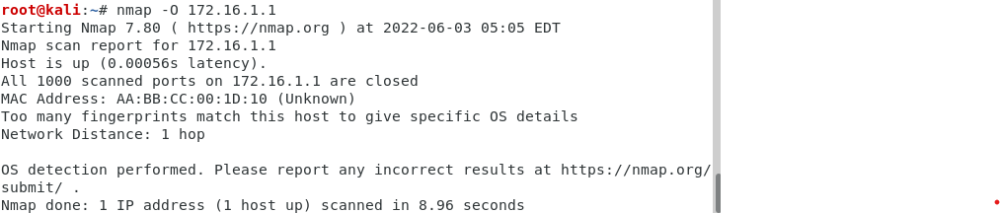 root@kali:~# nmap -O 172.16.1.1
Starting Nmap 7.80 ( https://nmap.org ) at 2022-06-03 05:05 EDT
Nmap scan report for 172.16.1.1
Host is up (0.00056s latency).
All 1000 scanned ports on 172.16.1.1 are closed
MAC Address: AA:BB:CC:00:1D:10 (Unknown)
Too many fingerprints match this host to give specific OS details
Network Distance: 1 hop
OS detection performed. Please report any incorrect results at https://nmap.org/
submit/ .
Nmap done: 1 IP address (1 host up) scanned in 8.96 seconds